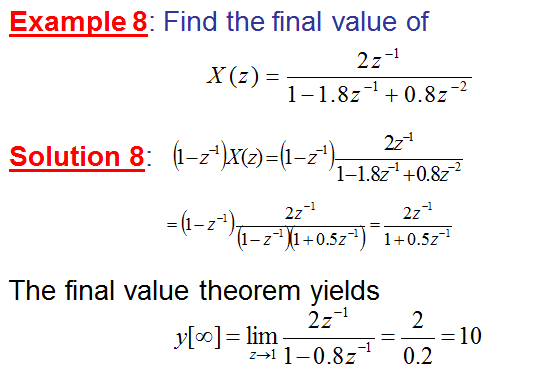 Example 8: Find the final value of
X(z) = 2z⁻¹ / (1 − 1.8z⁻¹ + 0.8z⁻²)
Solution 8: (1−z⁻¹)X(z) = (1−z⁻¹) 2z⁻¹ / (1−1.8z⁻¹+0.8z⁻²)
= (1−z⁻¹) 2z⁻¹ / ((1−z⁻¹)(1+0.5z⁻¹)) = 2z⁻¹ / (1+0.5z⁻¹)
The final value theorem yields
y[∞] = lim z→1 2z⁻¹ / (1−0.8z⁻¹) = 2 / 0.2 = 10